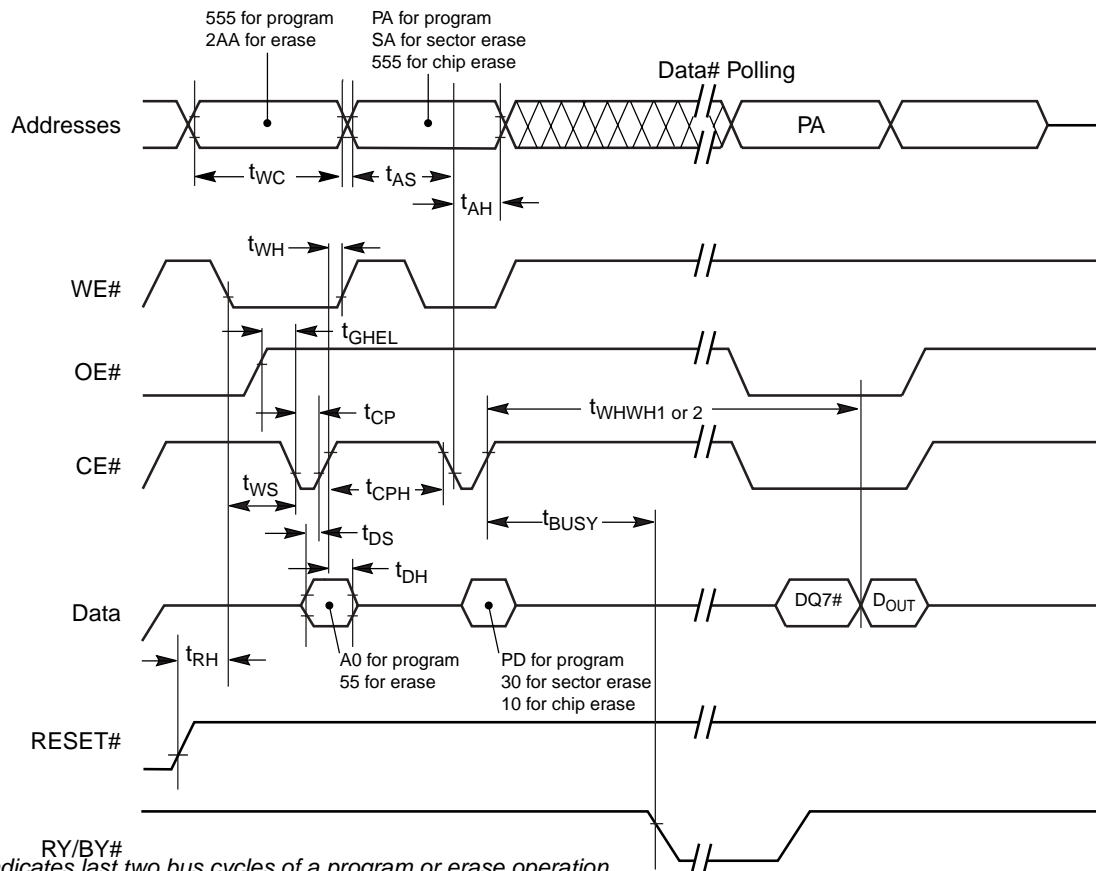 555 for program
2AA for erase
PA for program
SA for sector erase
555 for chip erase
Data# Polling
Addresses
PA
tWC
tAS
tAH
tWH
WE#
tGHEL
OE#
tWHWH1 or 2
tCP
CE#
tWS
tCPH
tBUSY
tDS
tDH
Data
DQ7#
DOUT
tRH
A0 for program
55 for erase
PD for program
30 for sector erase
10 for chip erase
RESET#
RY/BY#
ndicates last two bus cycles of a program or erase operation